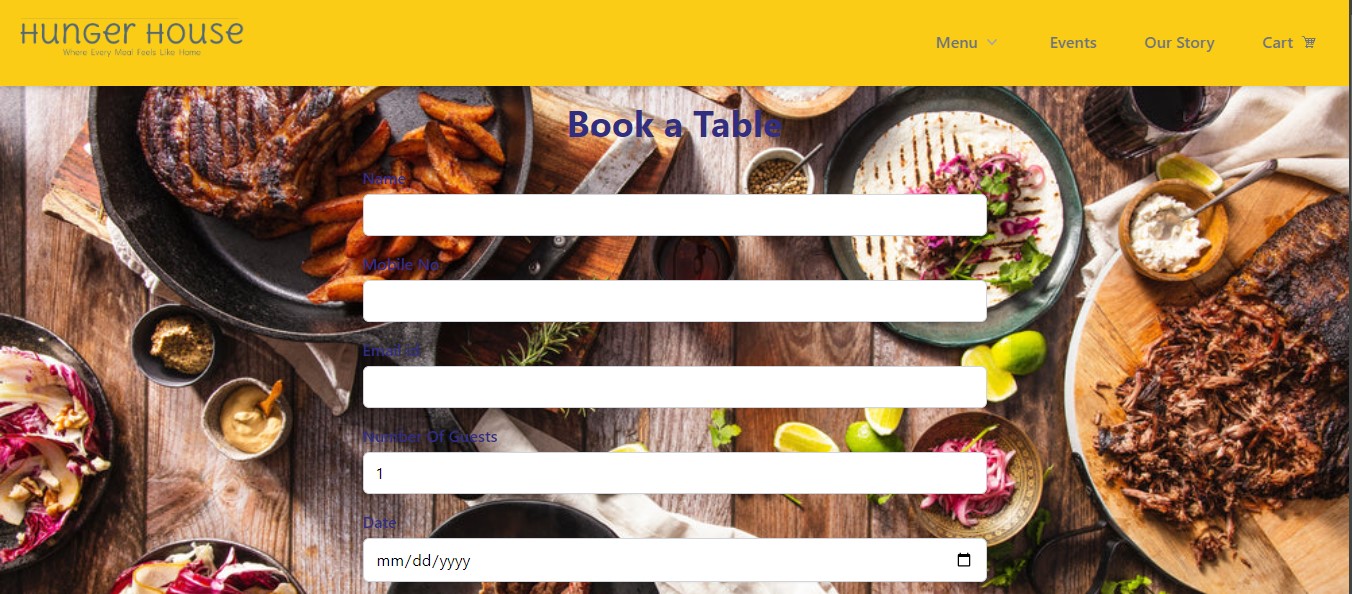 Hunger House
Where Every Meal Feels Like Home
Menu
Events
Our Story
Cart
Book a Table
Name
Mobile No
Email id
Number Of Guests
1
Date
mm/dd/yyyy